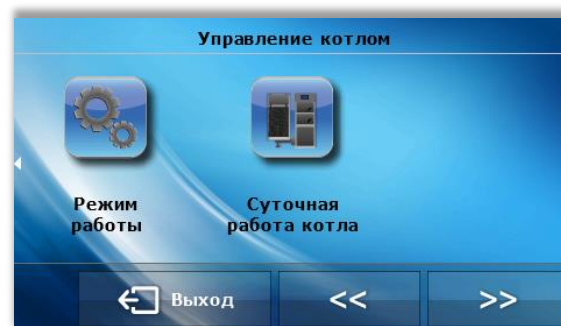 Управление котлом
Режим
работы
Суточная
работа котла
Выход
<<
>>